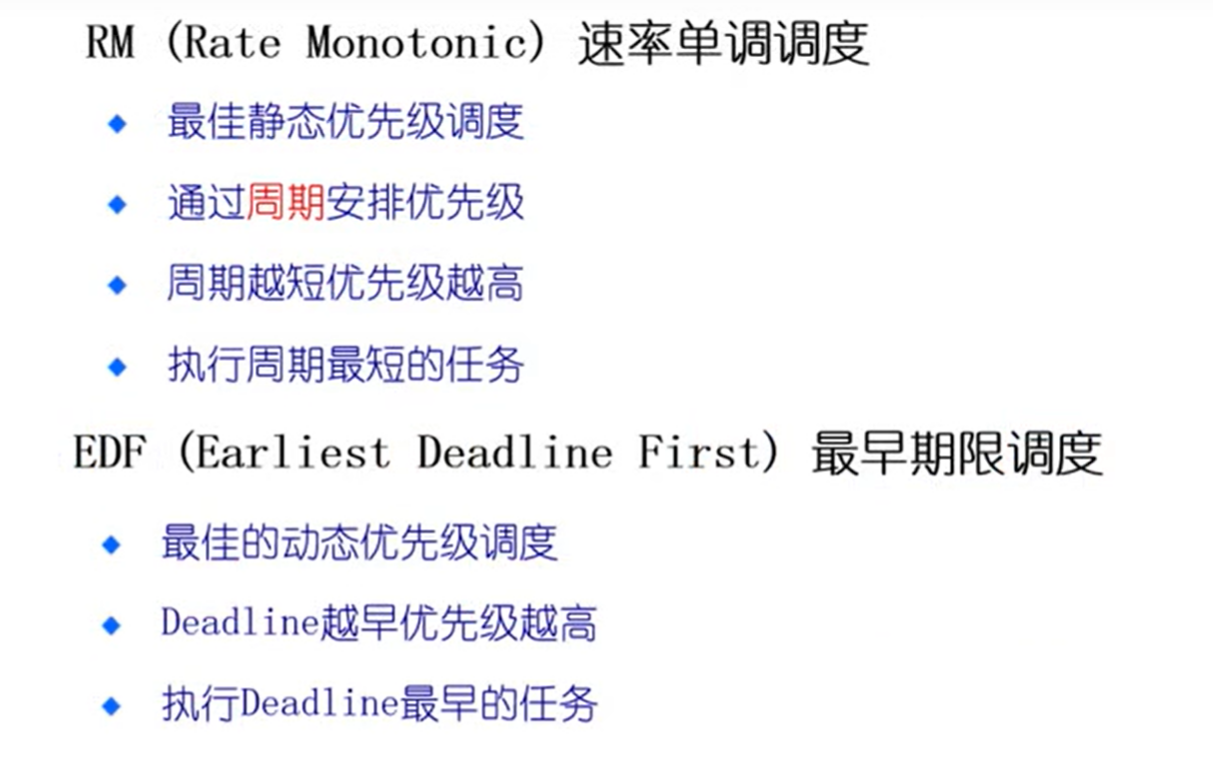 RM (Rate Monotonic) 速率单调调度
最佳静态优先级调度
通过周期安排优先级
周期越短优先级越高
执行周期最短的任务
EDF (Earliest Deadline First) 最早期限调度
最佳的动态优先级调度
Deadline越早优先级越高
执行Deadline最早的任务